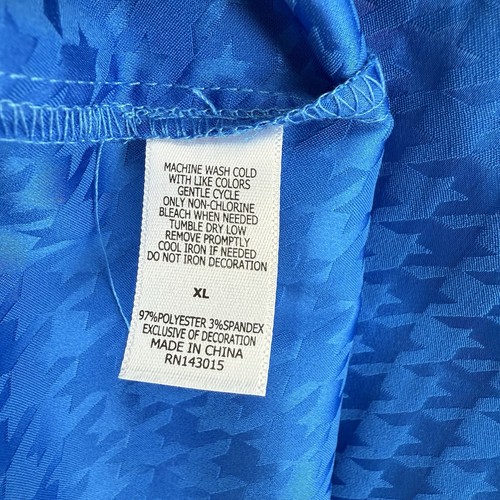 MACHINE WASH COLD
WITH LIKE COLORS
GENTLE CYCLE
ONLY NON-CHLORINE
BLEACH WHEN NEEDED
TUMBLE DRY LOW
REMOVE PROMPTLY
COOL IRON IF NEEDED
DO NOT IRON DECORATION
XL
97%POLYESTER 3%SPANDEX
EXCLUSIVE OF DECORATION
MADE IN CHINA
RN143015